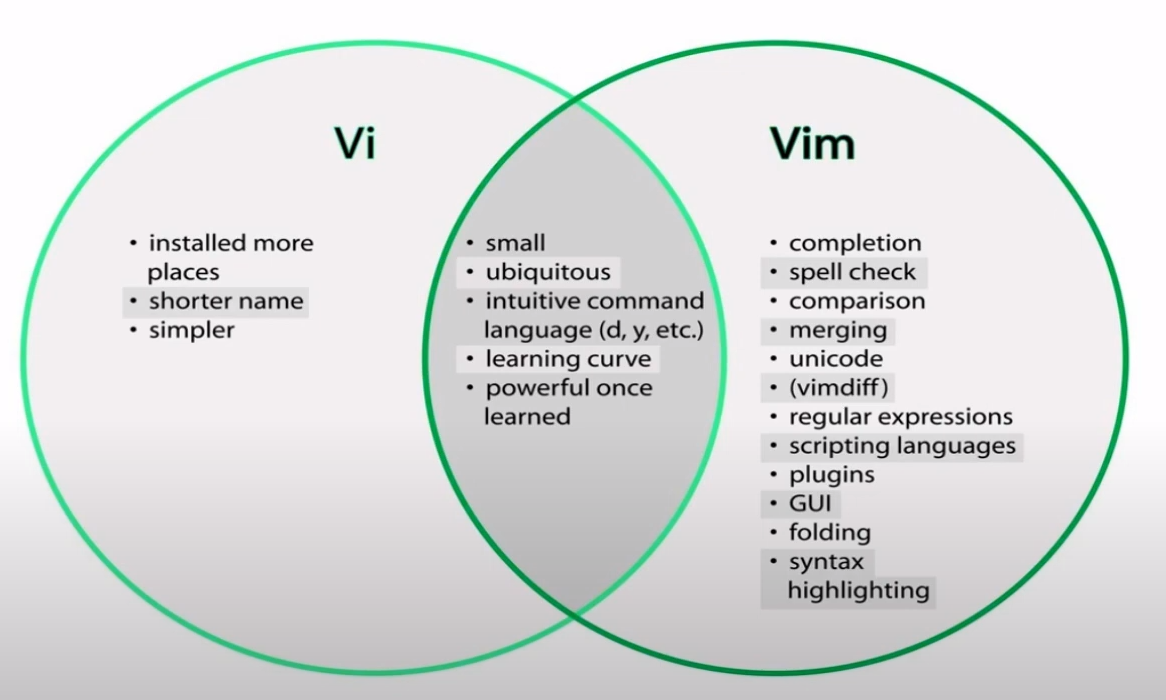 Vi
• installed more
places
• shorter name
• simpler
• small
• ubiquitous
• intuitive command
language (d, y, etc.)
• learning curve
• powerful once
learned
Vim
• completion
• spell check
• comparison
• merging
• unicode
• (vimdiff)
• regular expressions
• scripting languages
• plugins
• GUI
• folding
• syntax
highlighting